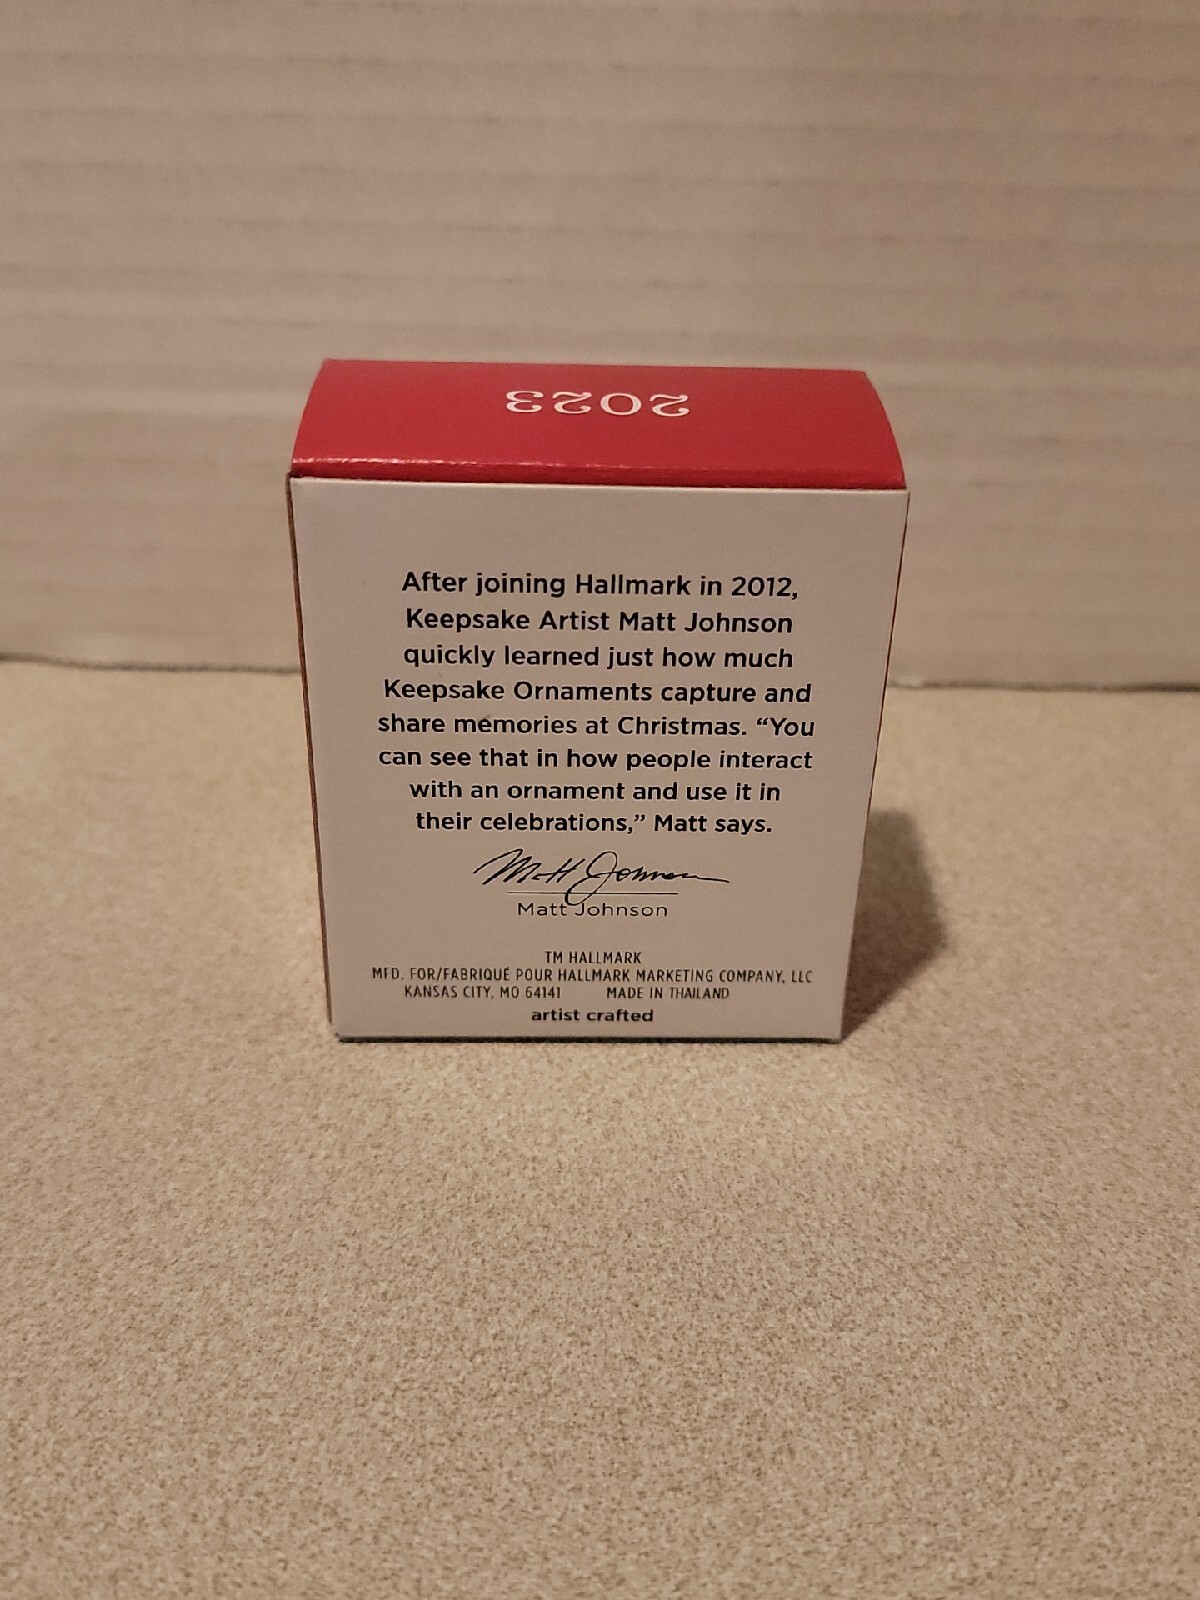 2023
After joining Hallmark in 2012,
Keepsake Artist Matt Johnson
quickly learned just how much
Keepsake Ornaments capture and
share memories at Christmas. “You
can see that in how people interact
with an ornament and use it in
their celebrations,” Matt says.
Matt Johnson
Matt Johnson
TM HALLMARK
MFD. FOR/FABRIQUÉ POUR HALLMARK MARKETING COMPANY, LLC
KANSAS CITY, MO 64141 MADE IN THAILAND
artist crafted